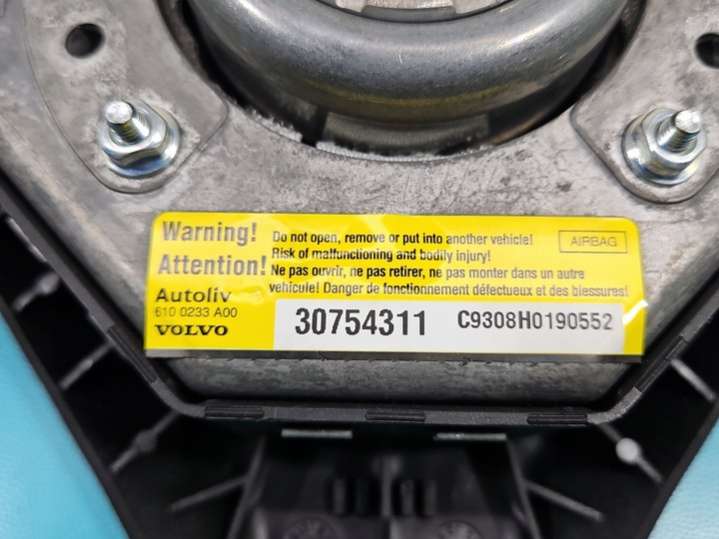 Warning! Do not open, remove or put into another vehicle! AIRBAG
Risk of malfunctioning and bodily injury!
Attention! Ne pas ouvrir, ne pas retirer, ne pas monter dans un autre
vehicule! Danger de fonctionnement défectueux et des blessures!
Autoliv
610 0233 A00
VOLVO 30754311 C9308H0190552